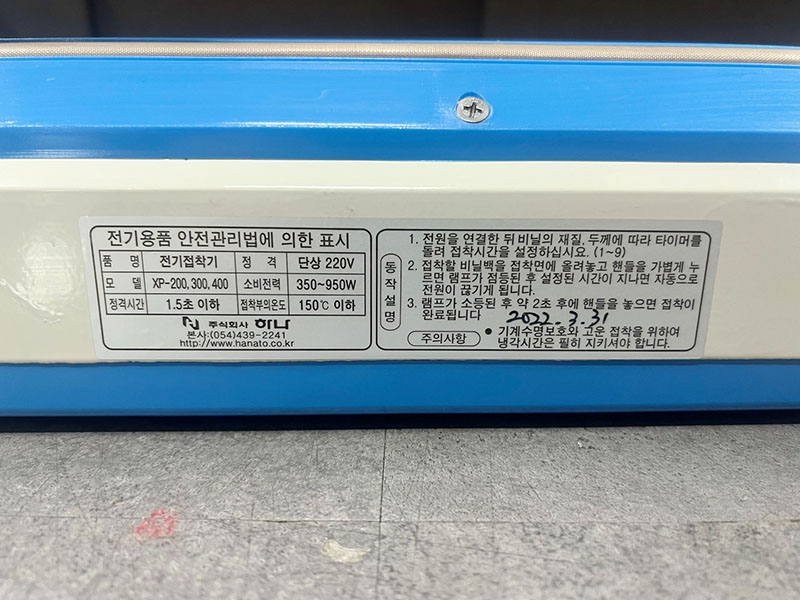 전기용품 안전관리법에 의한 표시
품 명 전기접착기 정 격 단상 220V
모 델 XP-200,300,400 소비전력 350~950W
정격시간 1.5초 이하 접착부의온도 150℃ 이하
주식회사 하나
본사:(054)439-2241
http://www.hanato.co.kr
동작설명
1. 전원을 연결한 뒤 비닐의 재질, 두께에 따라 타이머를
돌려 접착시간을 설정하십시요. (1~9)
2. 접착할 비닐백을 접착면에 올려놓고 핸들을 가볍게 누
르면 램프가 점등된 후 설정된 시간이 지나면 자동으로
전원이 끊기게 됩니다.
3. 램프가 소등된 후 약 2초 후에 핸들을 놓으면 접착이
완료됩니다
2022.3.31
주의사항
• 기계수명보호와 고운 접착을 위하여
냉각시간은 필히 지키셔야 합니다.